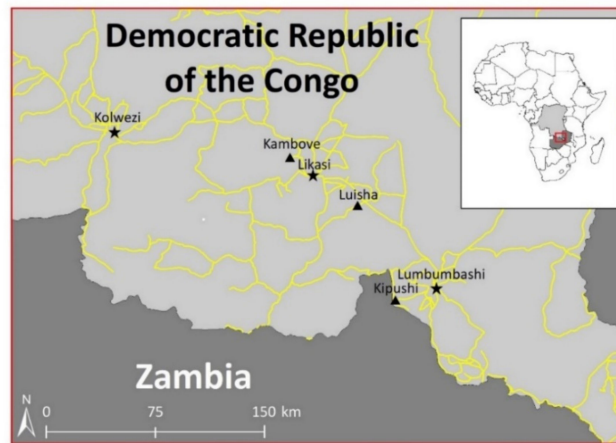 Democratic Republic
of the Congo
Kolwezi
Kambove
Likasi
Luisha
Lumbumbashi
Kipushi
Zambia
N
0 75 150 km